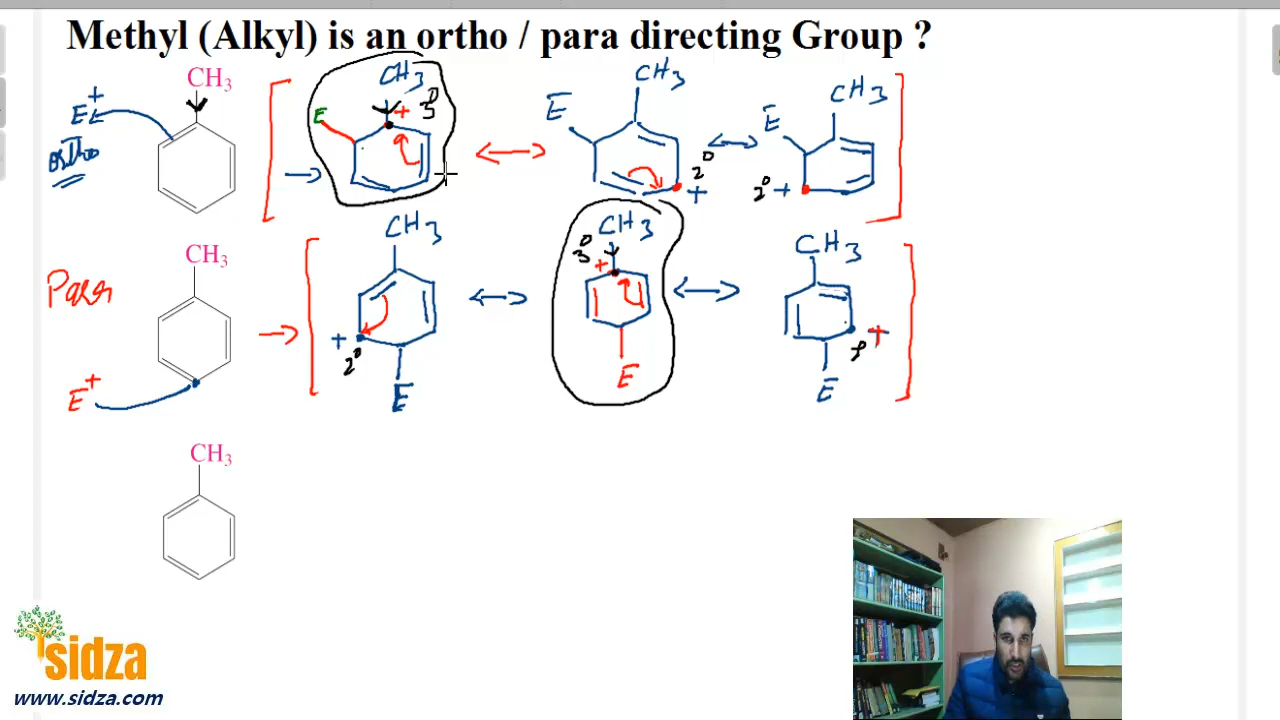 Methyl (Alkyl) is an ortho / para directing Group ?
CH3
E+
ortho
CH3
E
+
3°
CH3
E
2°
+
CH3
E
2° +
CH3
Para
E+
CH3
+
2°
E
CH3
3°
+
E
CH3
+
E
CH3
sidza
www.sidza.com